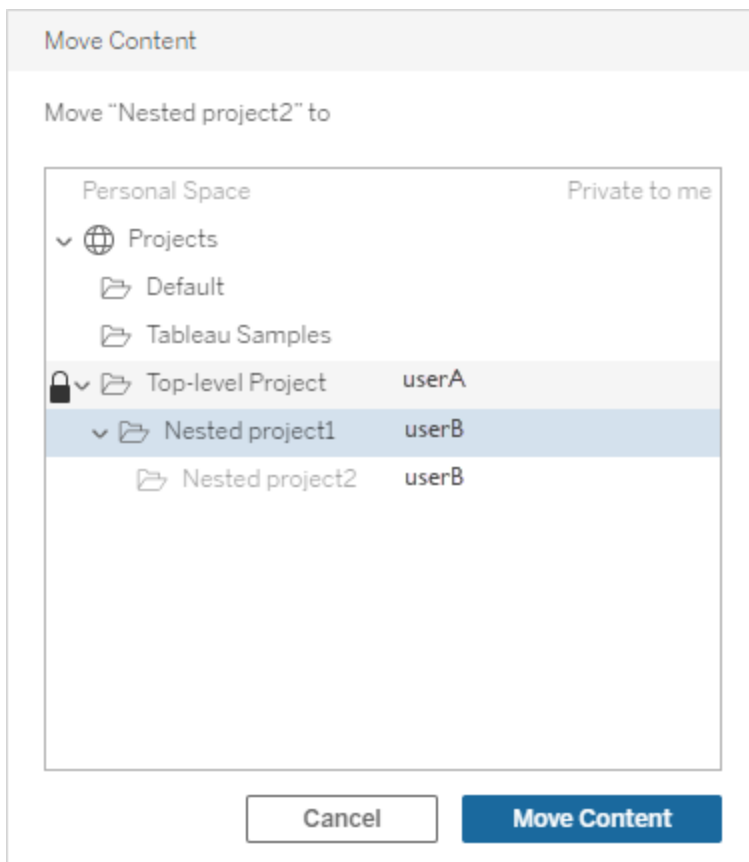 Move Content
Move “Nested project2” to
Personal Space Private to me
Projects
Default
Tableau Samples
Top-level Project userA
Nested project1 userB
Nested project2 userB
Cancel Move Content